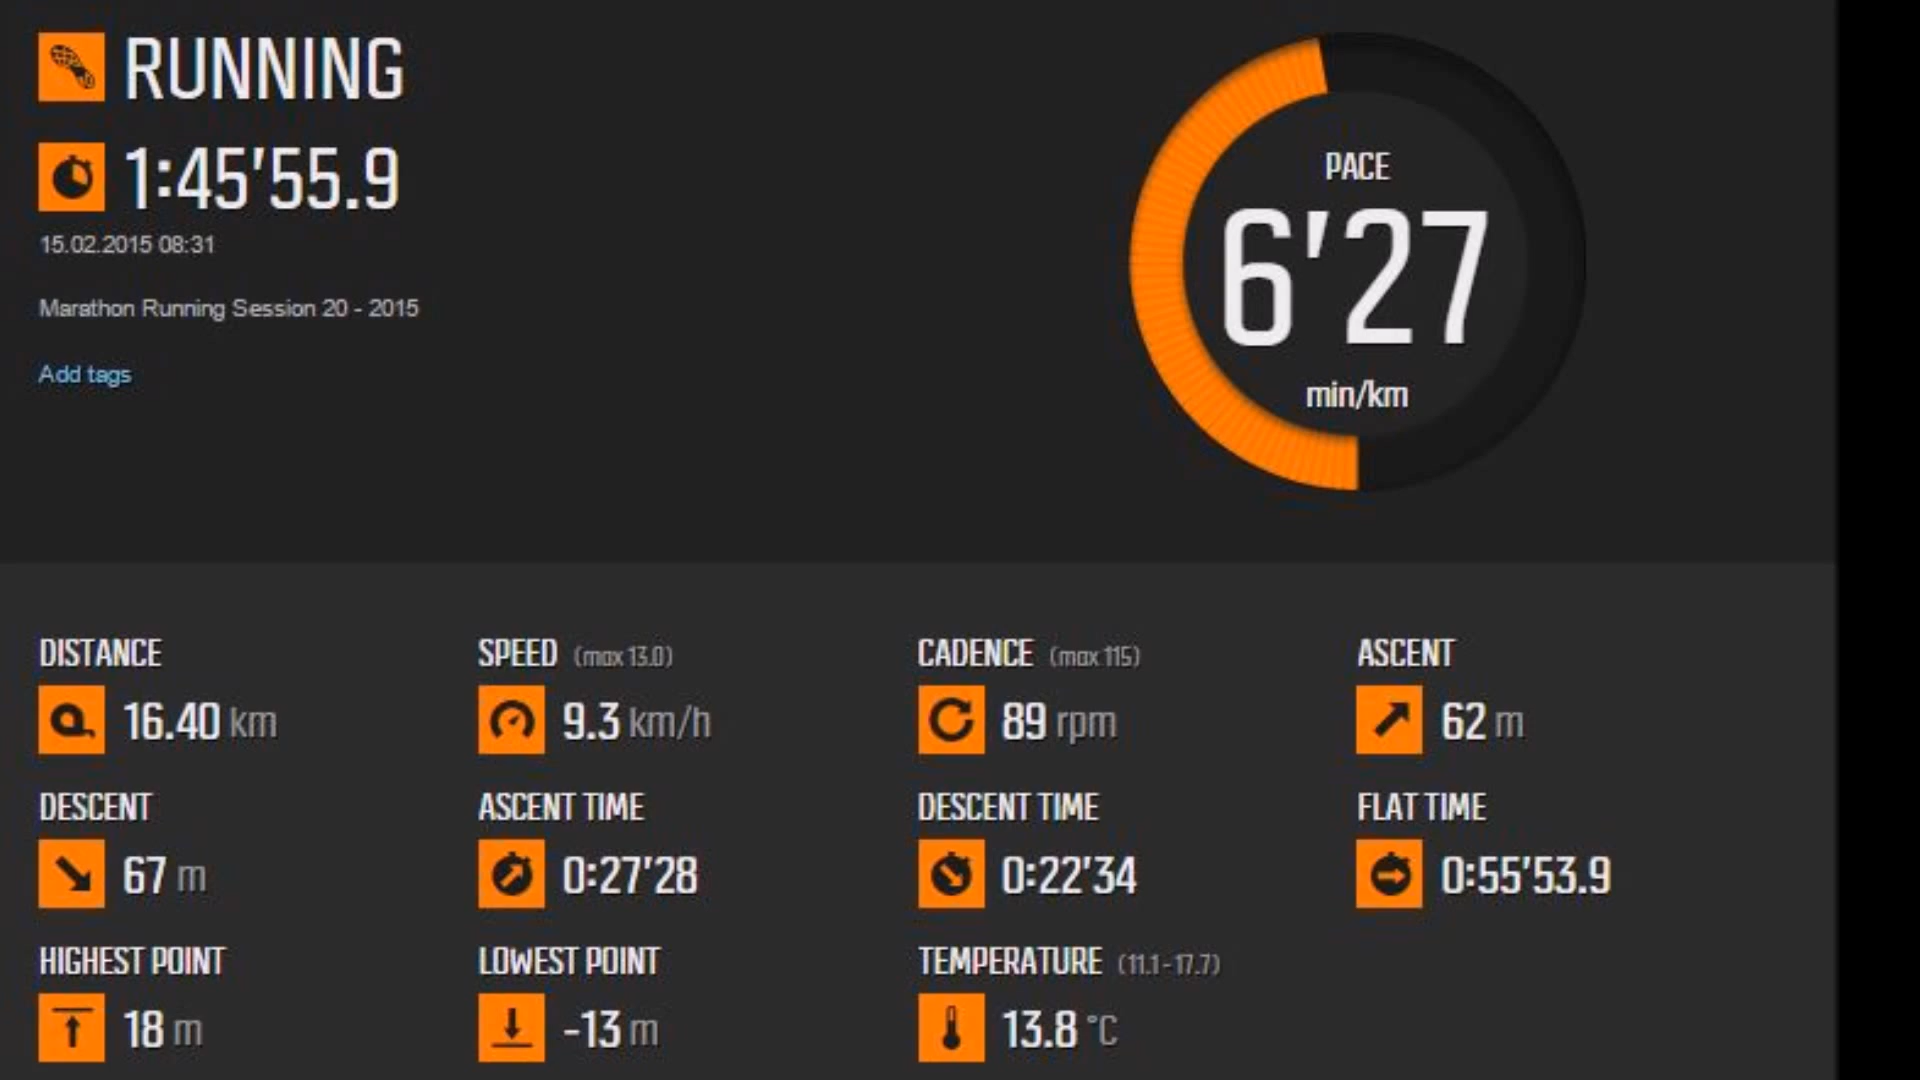 RUNNING
1:45'55.9
15.02.2015 08:31
Marathon Running Session 20 - 2015
Add tags
PACE
6'27
min/km
DISTANCE
16.40 km
SPEED (max 13.0)
9.3 km/h
CADENCE (max 115)
89 rpm
ASCENT
62 m
DESCENT
67 m
ASCENT TIME
0:27'28
DESCENT TIME
0:22'34
FLAT TIME
0:55'53.9
HIGHEST POINT
18 m
LOWEST POINT
-13 m
TEMPERATURE (11.1-17.7)
13.8 °C